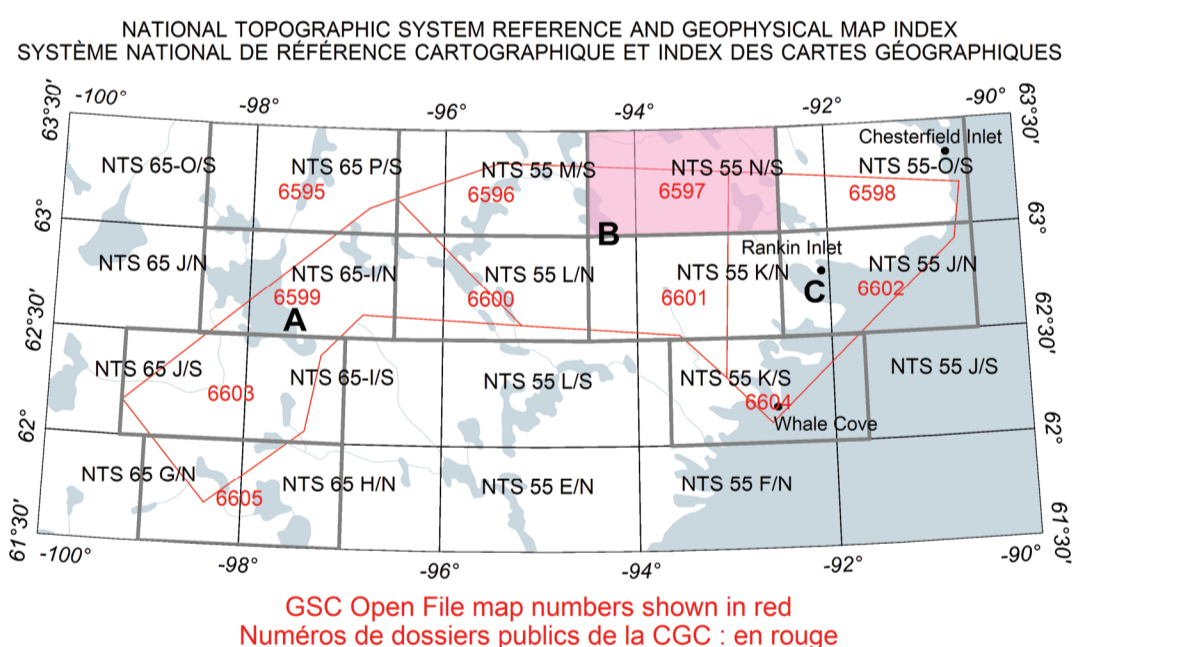 NATIONAL TOPOGRAPHIC SYSTEM REFERENCE AND GEOPHYSICAL MAP INDEX
SYSTÈME NATIONAL DE RÉFÉRENCE CARTOGRAPHIQUE ET INDEX DES CARTES GÉOGRAPHIQUES
-100° -98° -96° -94° -92° -90°
63°30' 63°30'
Chesterfield Inlet
NTS 65-O/S NTS 65 P/S NTS 55 M/S NTS 55 N/S NTS 55-O/S
6595 6596 6597 6598
63° 63°
B
Rankin Inlet
NTS 65 J/N NTS 65-I/N NTS 55 L/N NTS 55 K/N NTS 55 J/N
6599 6600 6601 6602
A C
62°30' 62°30'
NTS 65 J/S NTS 65-I/S NTS 55 L/S NTS 55 K/S NTS 55 J/S
6603 6604
Whale Cove
62° 62°
NTS 65 G/N NTS 65 H/N NTS 55 E/N NTS 55 F/N
6605
61°30' 61°30'
-100° -98° -96° -94° -92° -90°
GSC Open File map numbers shown in red
Numéros de dossiers publics de la CGC : en rouge